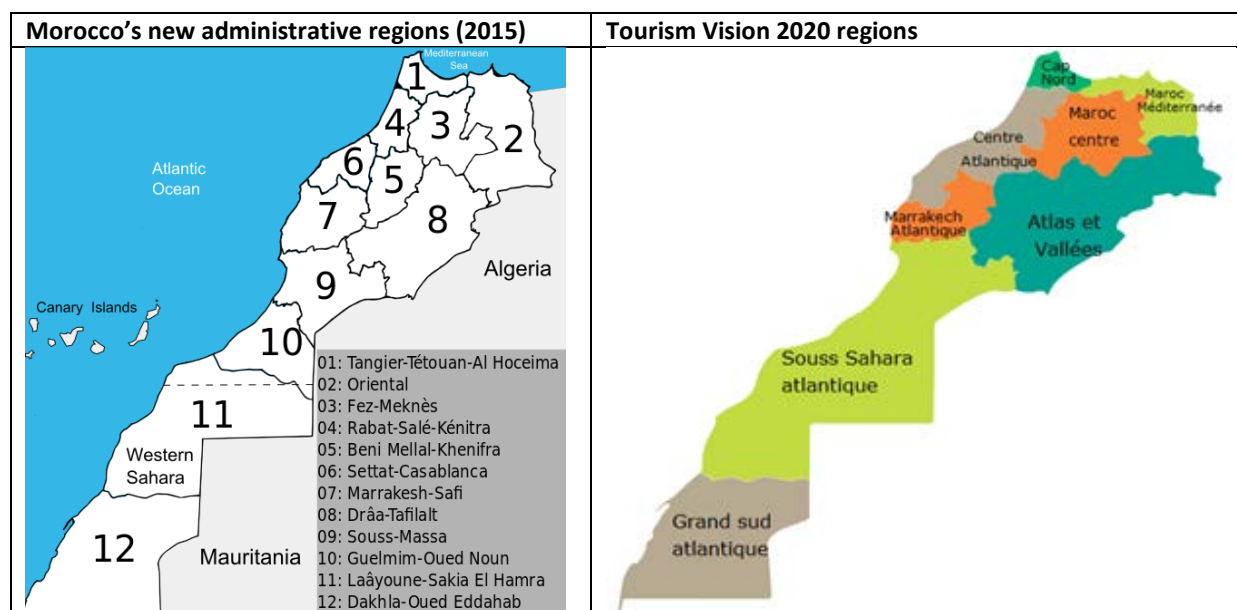 Morocco’s new administrative regions (2015)
Tourism Vision 2020 regions
Mediterranean
Sea
1
4
3
2
6
5
7
8
9
10
11
12
Atlantic
Ocean
Algeria
Canary Islands
Western
Sahara
Mauritania
01: Tangier-Tétouan-Al Hoceima
02: Oriental
03: Fez-Meknès
04: Rabat-Salé-Kénitra
05: Beni Mellal-Khenifra
06: Settat-Casablanca
07: Marrakesh-Safi
08: Drâa-Tafilalt
09: Souss-Massa
10: Guelmim-Oued Noun
11: Laâyoune-Sakia El Hamra
12: Dakhla-Oued Eddahab
Cap
Nord
Maroc
Méditerranée
Maroc
centre
Centre
Atlantique
Marrakech
Atlantique
Atlas et
Vallées
Souss Sahara
atlantique
Grand sud
atlantique